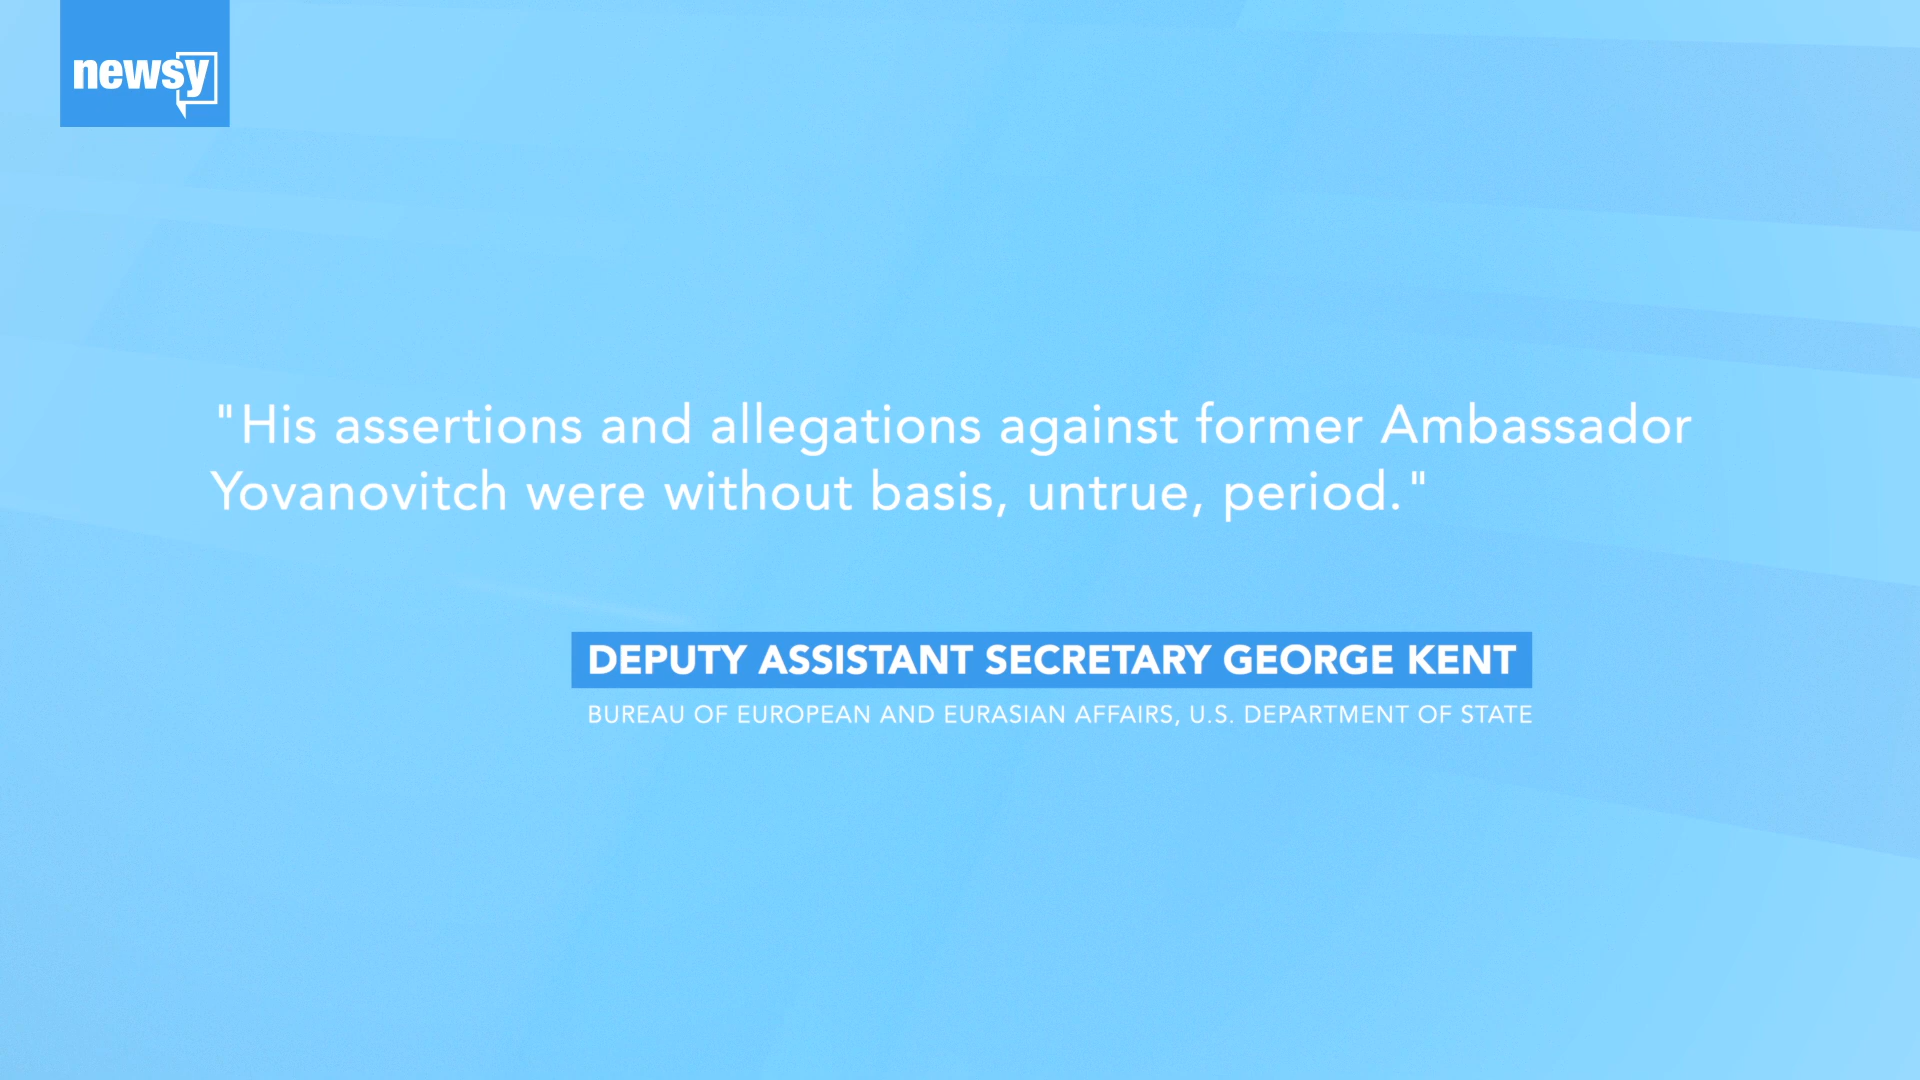 newsy
"His assertions and allegations against former Ambassador
Yovanovitch were without basis, untrue, period."
DEPUTY ASSISTANT SECRETARY GEORGE KENT
BUREAU OF EUROPEAN AND EURASIAN AFFAIRS, U.S. DEPARTMENT OF STATE